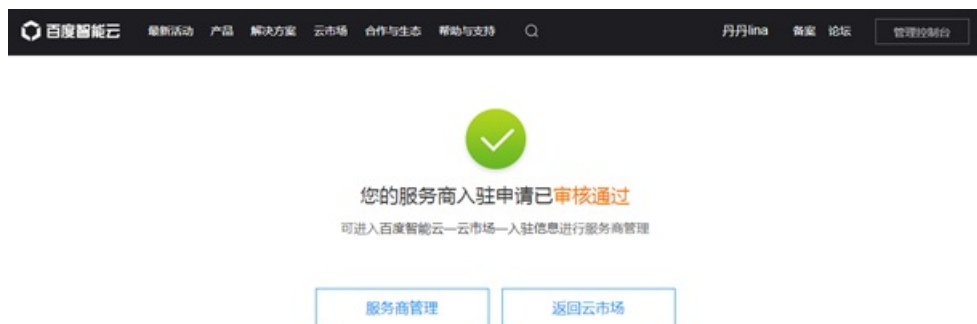 百度智能云 最新活动 产品 解决方案 云市场 合作与生态 帮助与支持 丹丹lina 备案 论坛 管理控制台
您的服务商入驻申请已审核通过
可进入百度智能云—云市场—入驻信息进行服务商管理
服务商管理 返回云市场